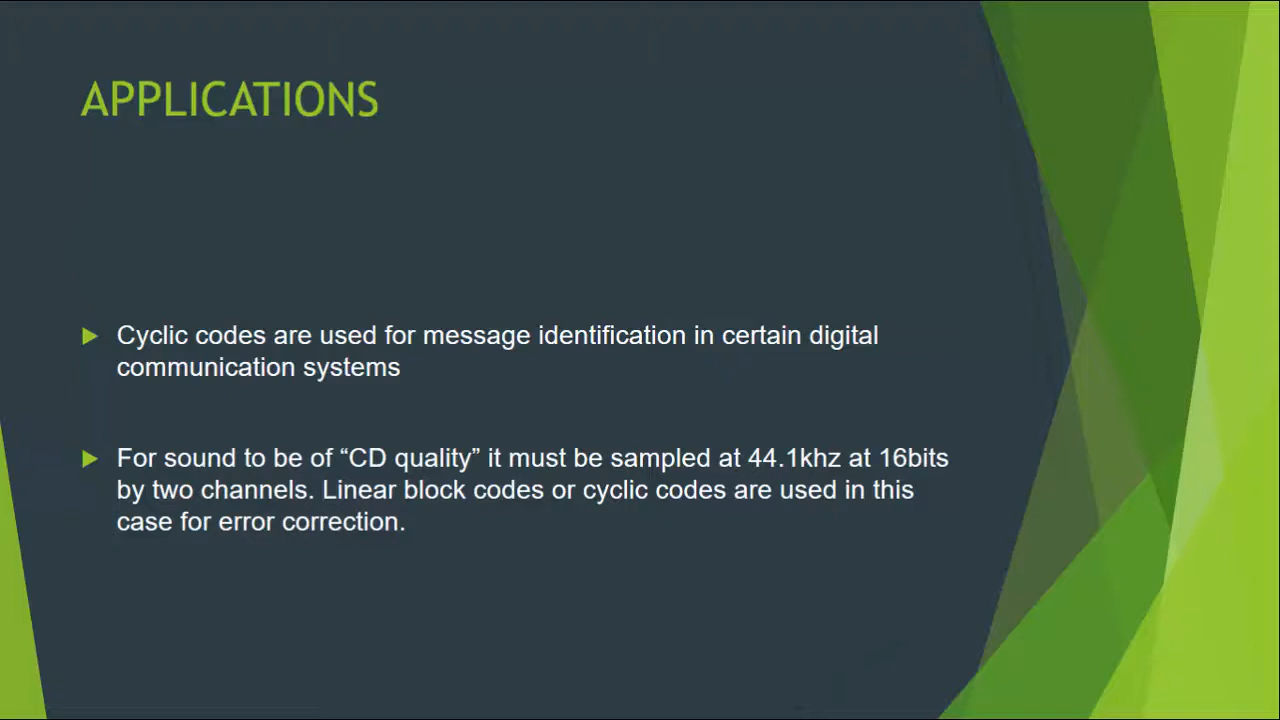 APPLICATIONS
Cyclic codes are used for message identification in certain digital
communication systems
For sound to be of “CD quality” it must be sampled at 44.1khz at 16bits
by two channels. Linear block codes or cyclic codes are used in this
case for error correction.